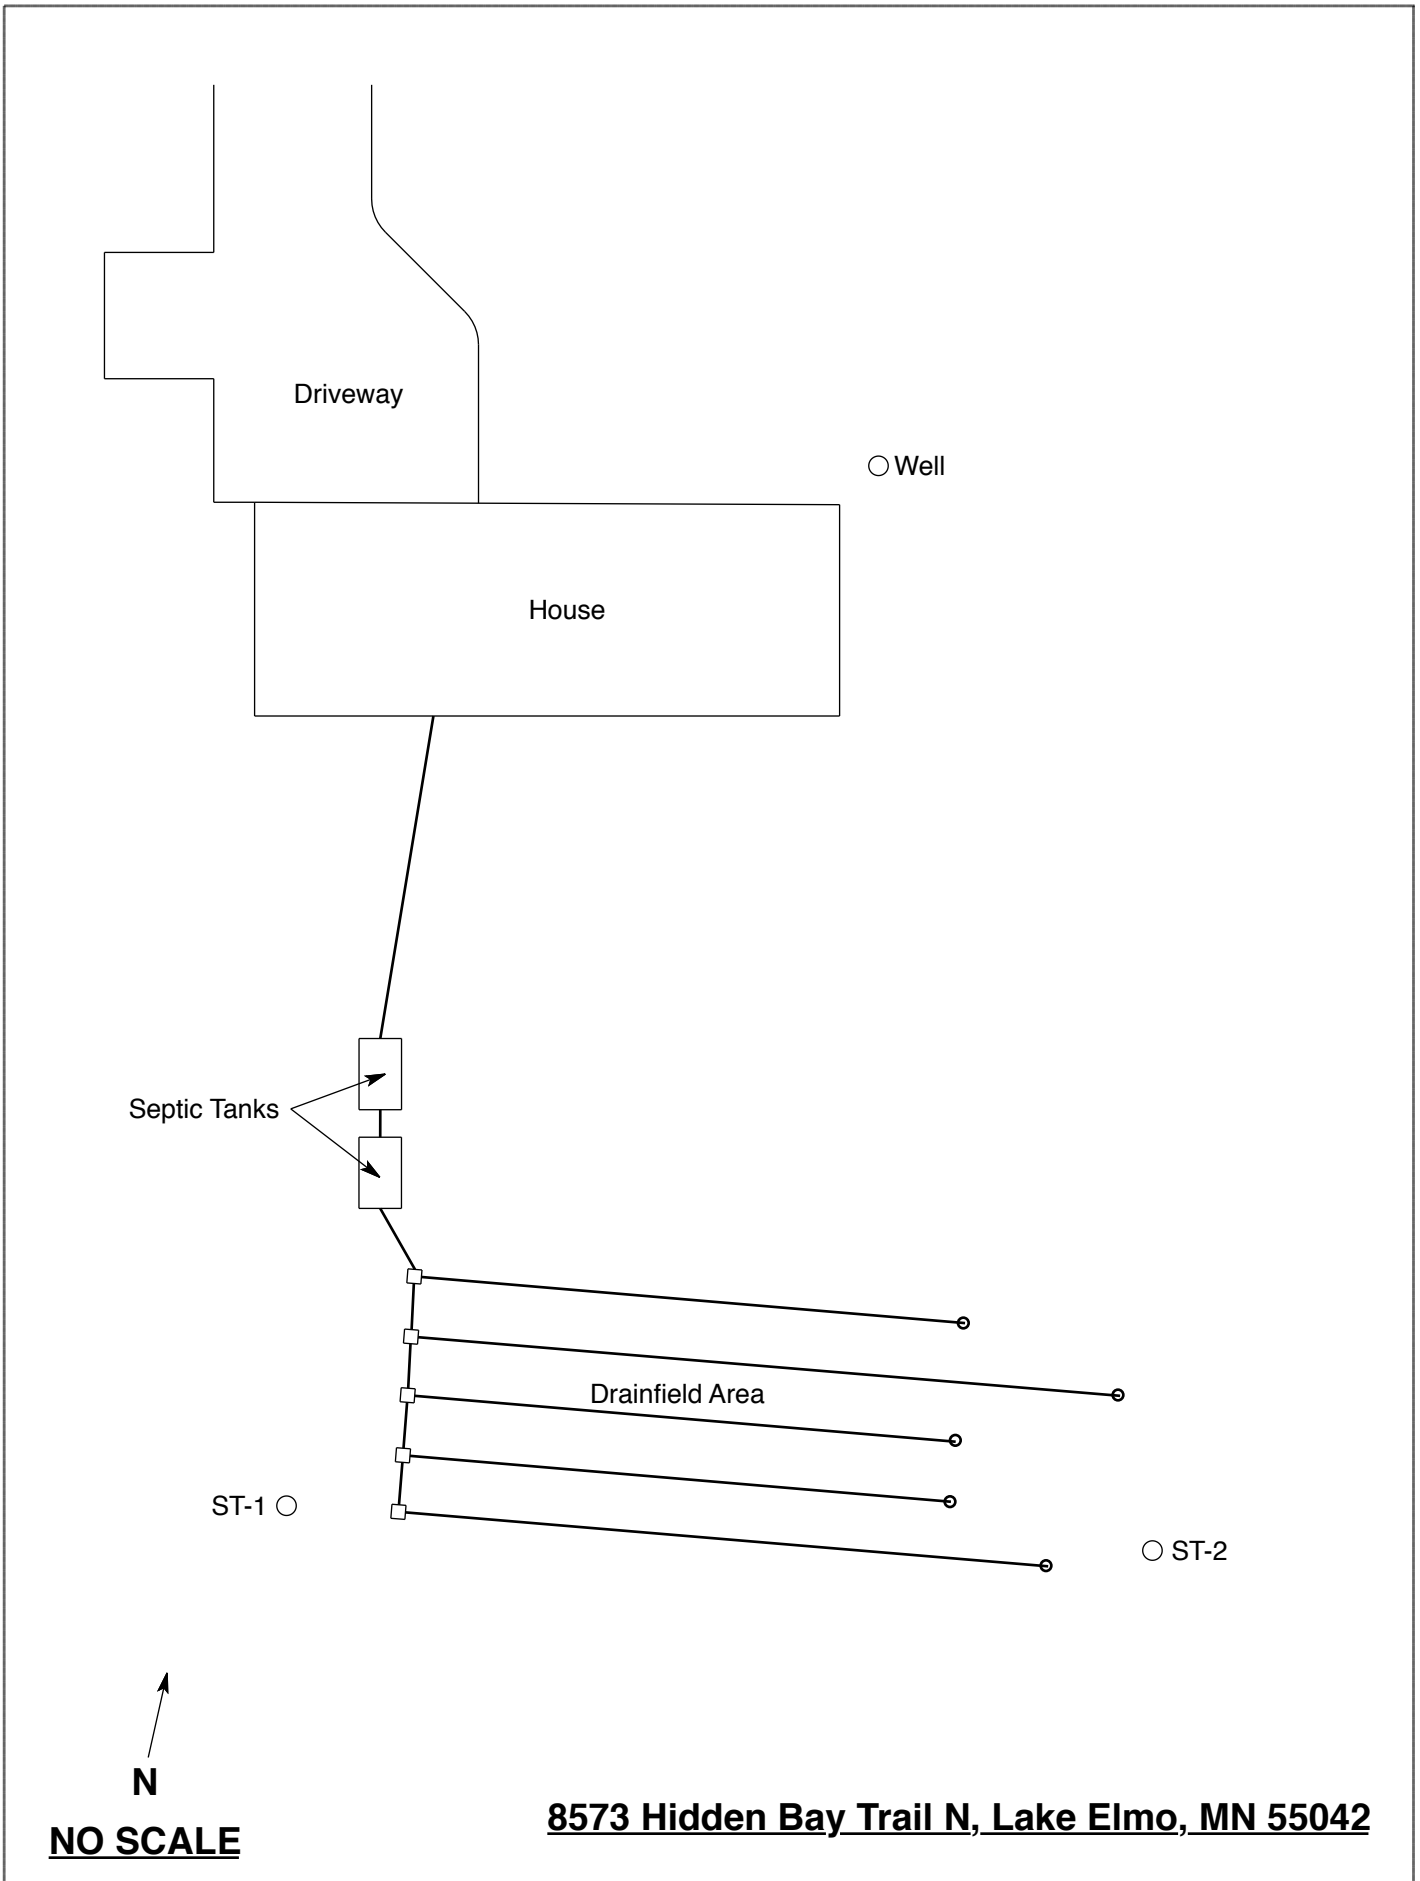 Driveway
Well
House
Septic Tanks
Drainfield Area
ST-1
ST-2
N
NO SCALE
8573 Hidden Bay Trail N, Lake Elmo, MN 55042